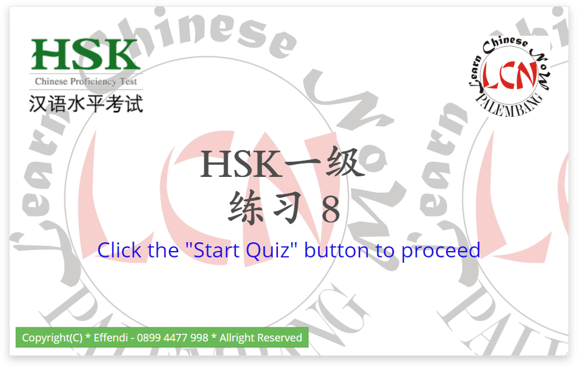 HSK
Chinese Proficiency Test
汉语水平考试
Learn Chinese NoW
LCN
PALEMBANG
HSK一级
练习 8
Click the "Start Quiz" button to proceed
Copyright(C) * Effendi - 0899 4477 998 * Allright Reserved